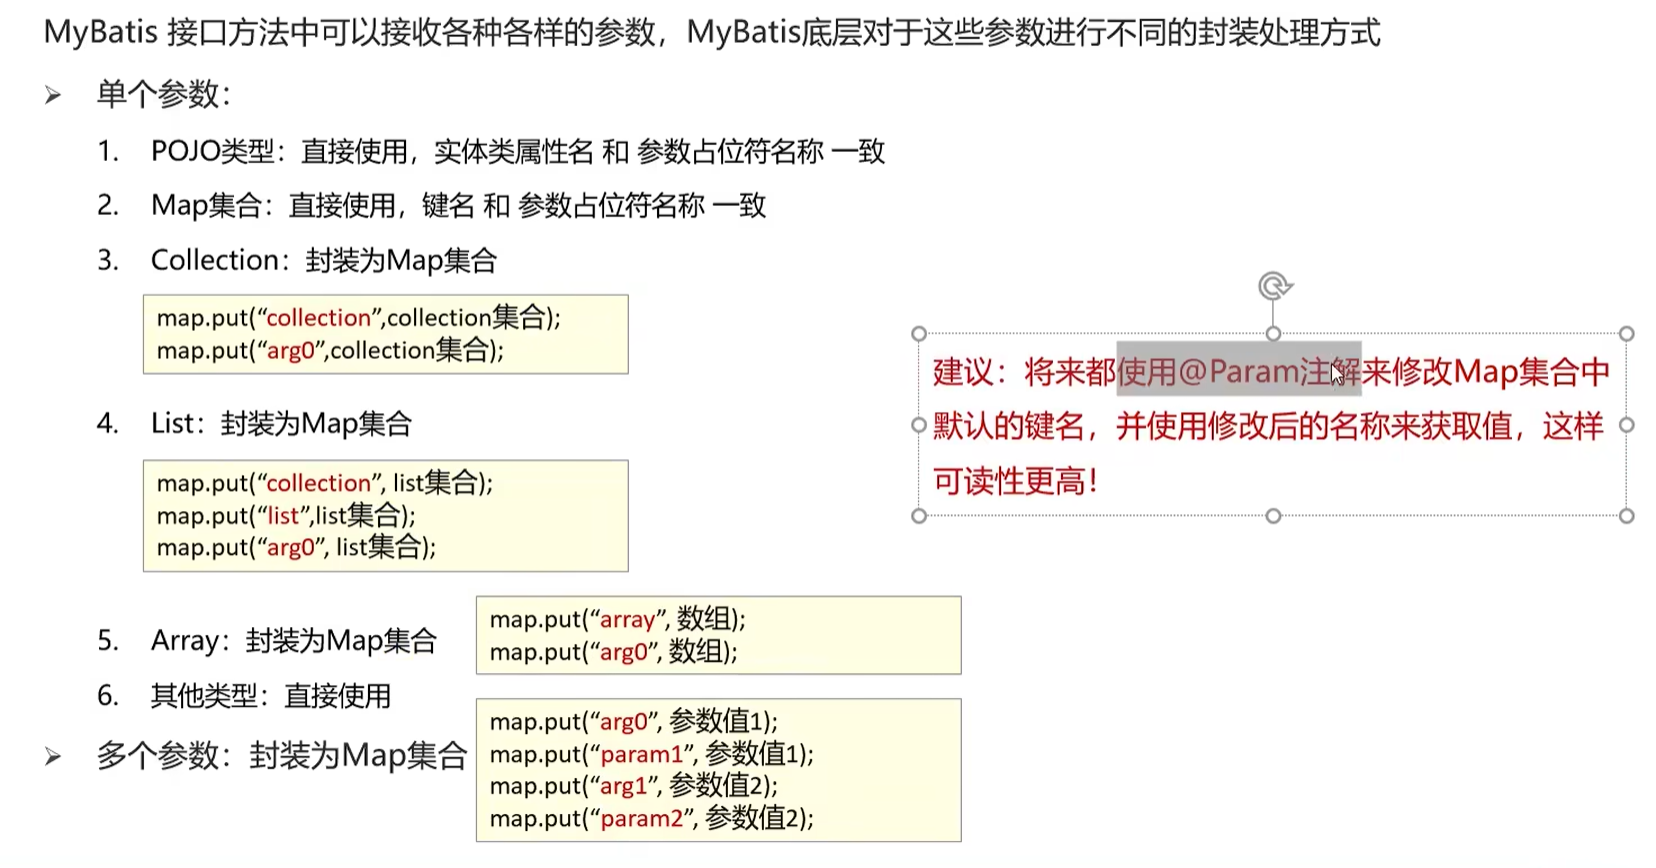 MyBatis 接口方法中可以接收各种各样的参数，MyBatis底层对于这些参数进行不同的封装处理方式
➢ 单个参数：
1. POJO类型：直接使用，实体类属性名 和 参数占位符名称 一致
2. Map集合：直接使用，键名 和 参数占位符名称 一致
3. Collection：封装为Map集合
map.put(“collection”,collection集合);
map.put(“arg0”,collection集合);
4. List：封装为Map集合
map.put(“collection”, list集合);
map.put(“list”,list集合);
map.put(“arg0”, list集合);
5. Array：封装为Map集合
map.put(“array”, 数组);
map.put(“arg0”, 数组);
6. 其他类型：直接使用
➢ 多个参数：封装为Map集合
map.put(“arg0”, 参数值1);
map.put(“param1”, 参数值1);
map.put(“arg1”, 参数值2);
map.put(“param2”, 参数值2);
建议：将来都使用@Param注解来修改Map集合中
默认的键名，并使用修改后的名称来获取值，这样
可读性更高！